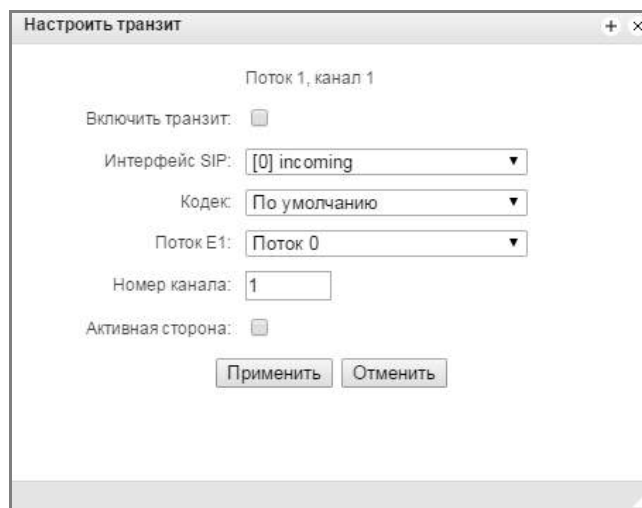 Настроить транзит
Поток 1, канал 1
Включить транзит:
Интерфейс SIP: [0] incoming
Кодек: По умолчанию
Поток E1: Поток 0
Номер канала: 1
Активная сторона:
Применить Отменить